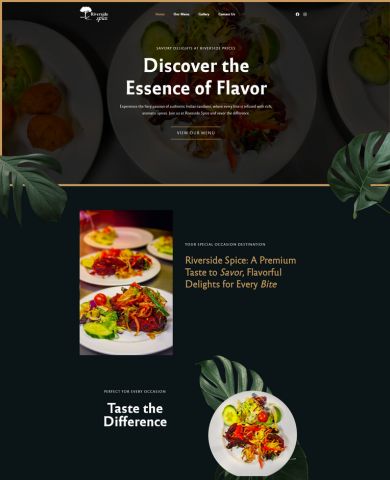 Riverside
Spice
Home
Our Menu
Gallery
Contact Us
SAVORY DELIGHTS AT RIVERSIDE SPICES
Discover the
Essence of Flavor
Experience the fiery passion of authentic Indian cuisine, where every bite is infused with rich,
aromatic spices. Join us at Riverside Spice and savor the difference.
VIEW OUR MENU
YOUR SPECIAL OCCASION DESTINATION
Riverside Spice: A Premium
Taste to Savor, Flavorful
Delights for Every Bite
PERFECT FOR EVERY OCCASION
Taste the
Difference